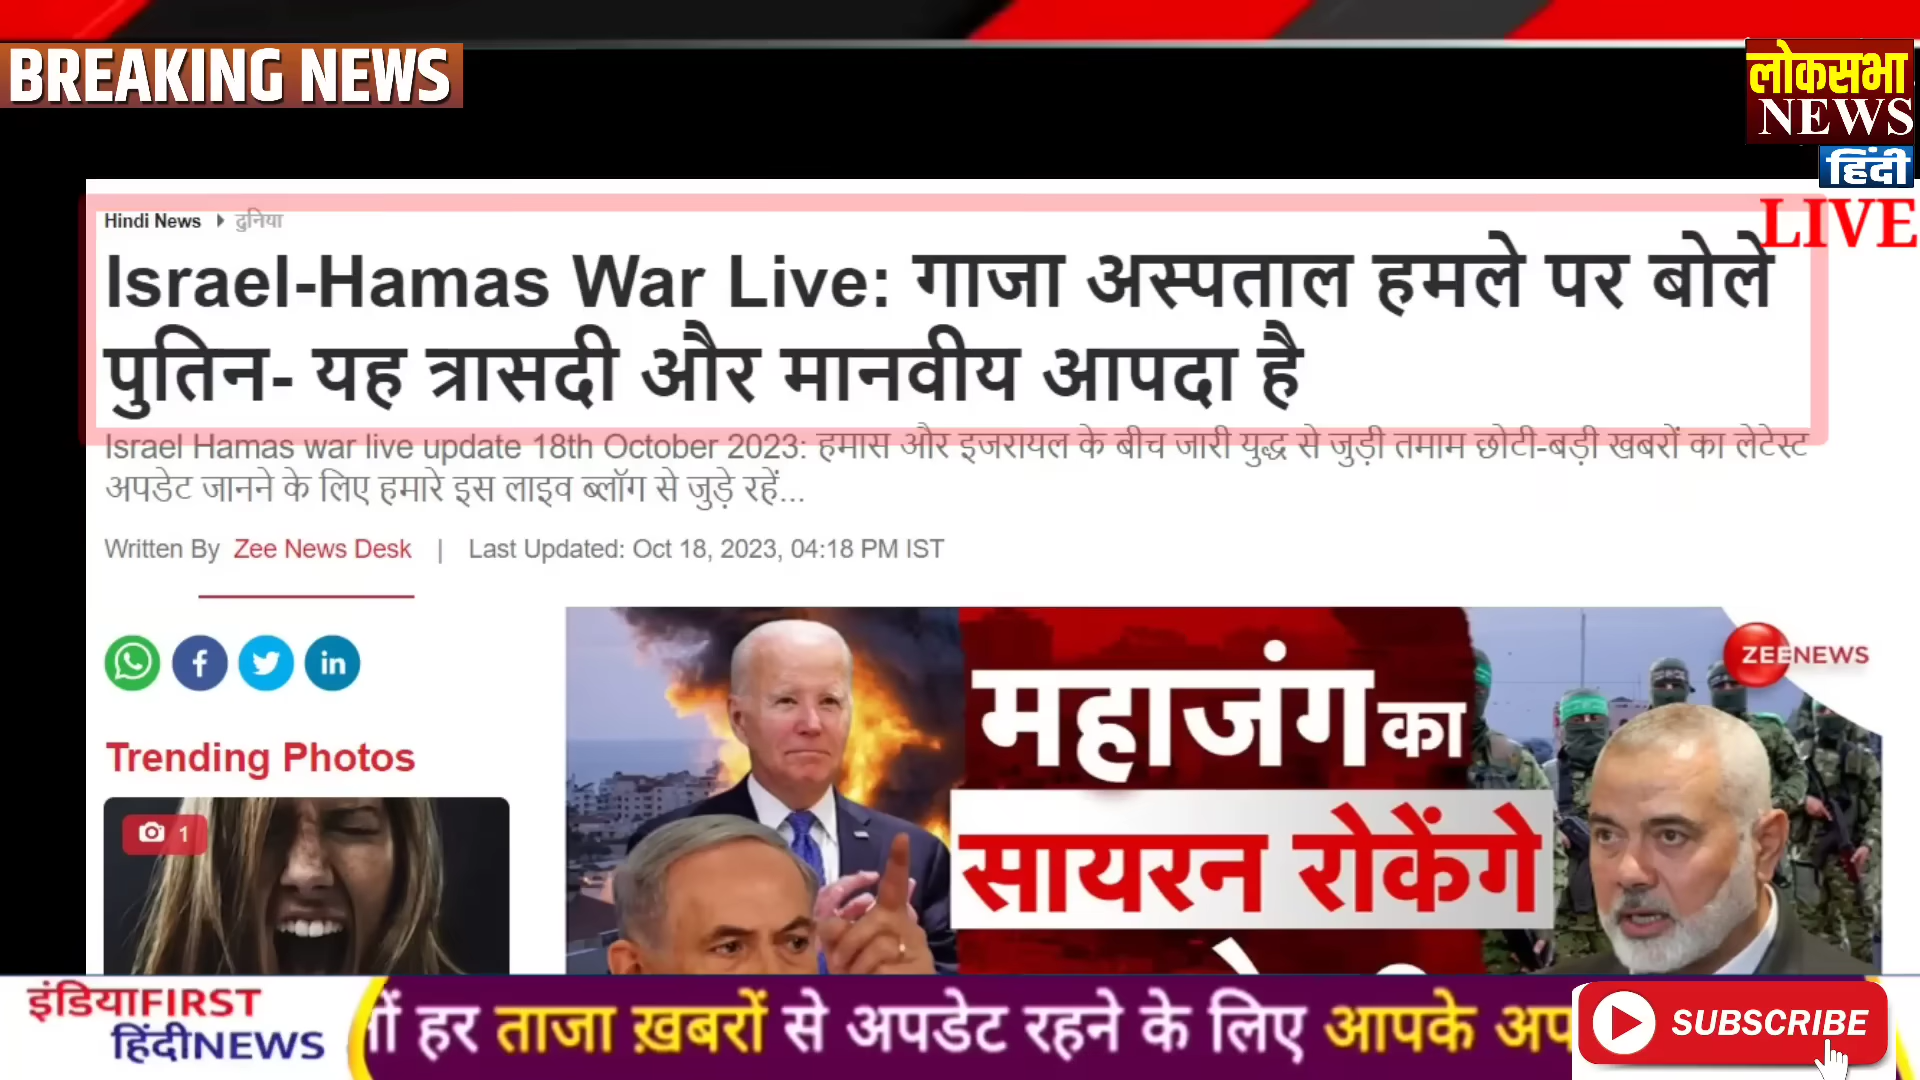 BREAKING NEWS
लोकसभा
NEWS
हिंदी
LIVE
Hindi News दुनिया
Israel-Hamas War Live: गाजा अस्पताल हमले पर बोले
पुतिन- यह त्रासदी और मानवीय आपदा है
Israel Hamas war live update 18th October 2023: हमास और इजरायल के बीच जारी युद्ध से जुड़ी तमाम छोटी-बड़ी खबरों का लेटेस्ट
अपडेट जानने के लिए हमारे इस लाइव ब्लॉग से जुड़े रहें...
Written By Zee News Desk | Last Updated: Oct 18, 2023, 04:18 PM IST
ZEENEWS
महाजंग का
सायरन रोकेंगे
Trending Photos
1
इंडियाFIRST
हिंदीNEWS
हर ताजा ख़बरों से अपडेट रहने के लिए आपके
SUBSCRIBE